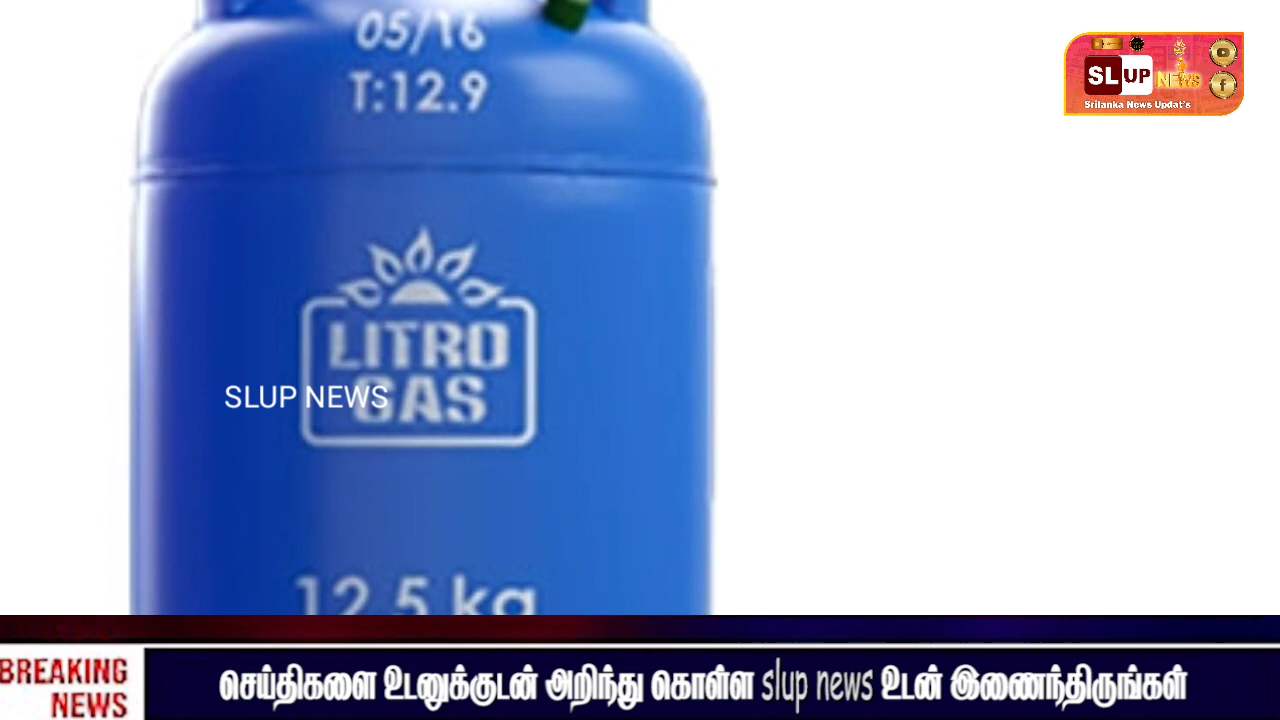 05/16
T:12.9
SL UP NEWS
Srilanka News Updat's
LITRO
GAS
SLUP NEWS
12.5 kg
BREAKING
NEWS
செய்திகளை உடனுக்குடன் அறிந்து கொள்ள slup news உடன் இணைந்திருங்கள்